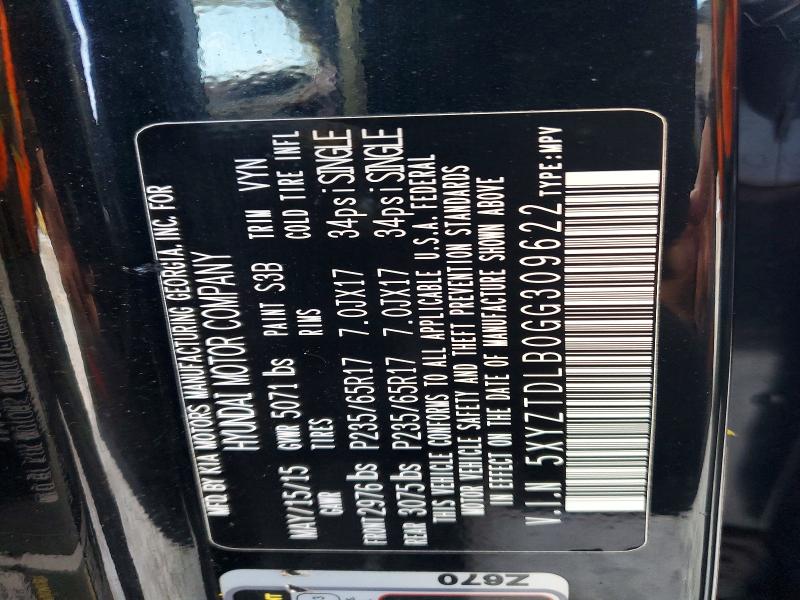 MFD BY KIA MOTORS MANUFACTURING GEORGIA, INC. FOR
HYUNDAI MOTOR COMPANY
MAY/15/15 GVWR 5071 lbs PAINT S3B TRIM VYN
GAWR TIRES RIMS COLD TIRE INFL
FRONT 2976 lbs P235/65R17 7.0JX17 34psi SINGLE
REAR 3075 lbs P235/65R17 7.0JX17 34psi SINGLE
THIS VEHICLE CONFORMS TO ALL APPLICABLE U.S.A. FEDERAL
MOTOR VEHICLE SAFETY AND THEFT PREVENTION STANDARDS
IN EFFECT ON THE DATE OF MANUFACTURE SHOWN ABOVE
V.I.N 5XYZTDLB0GG309622 TYPE:MPV
Z670